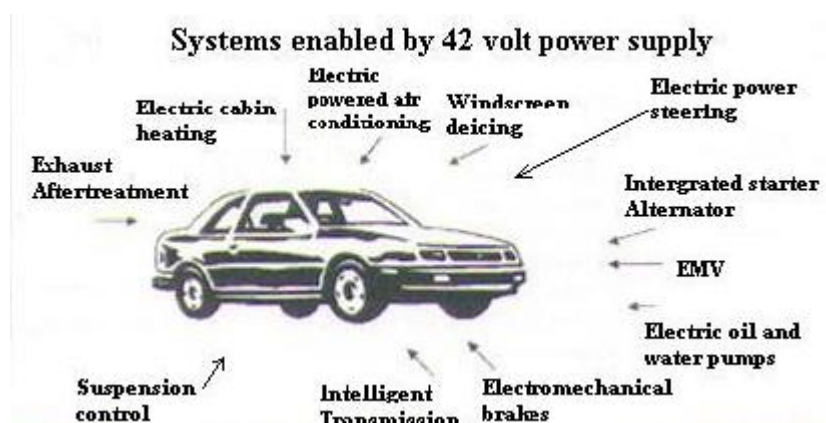 Systems enabled by 42 volt power supply
Electric
powered air
conditioning
Electric cabin
heating
Windscreen
deicing
Electric power
steering
Exhaust
Aftertreatment
Intergrated starter
Alternator
EMV
Electric oil and
water pumps
Suspension
control
Intelligent
Transmission
Electromechanical
brakes